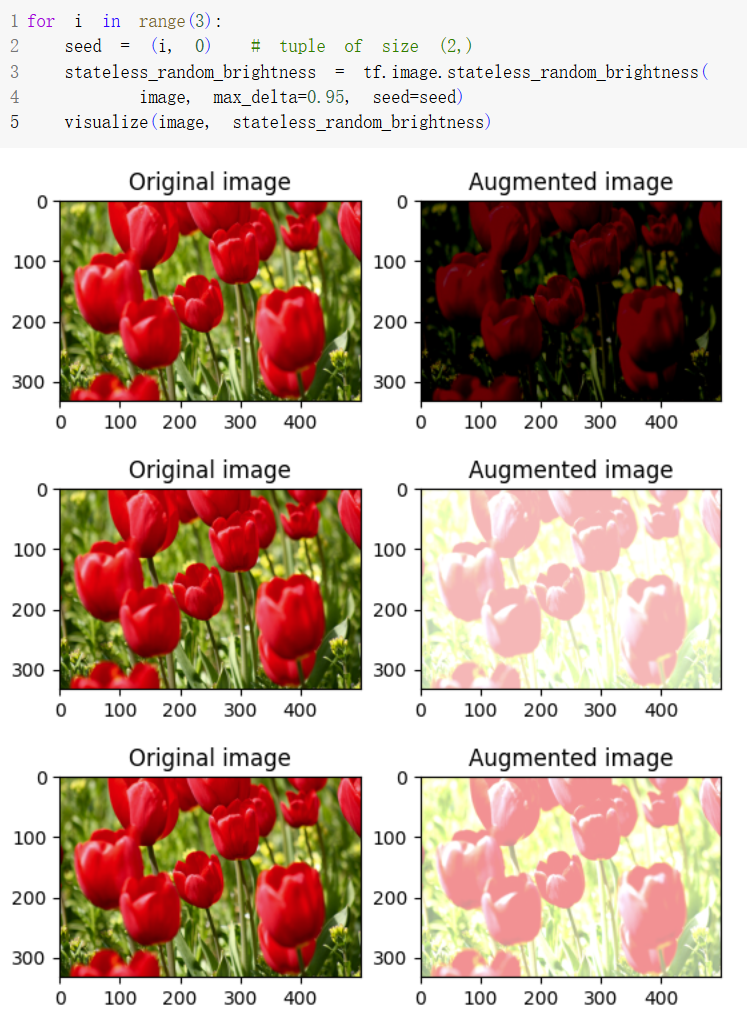 1 for i in range(3):
2 seed = (i, 0) # tuple of size (2,)
3 stateless_random_brightness = tf.image.stateless_random_brightness(
4 image, max_delta=0.95, seed=seed)
5 visualize(image, stateless_random_brightness)
Original image Augmented image
0 0
100 100
200 200
300 300
0 100 200 300 400 0 100 200 300 400
Original image Augmented image
0 0
100 100
200 200
300 300
0 100 200 300 400 0 100 200 300 400
Original image Augmented image
0 0
100 100
200 200
300 300
0 100 200 300 400 0 100 200 300 400